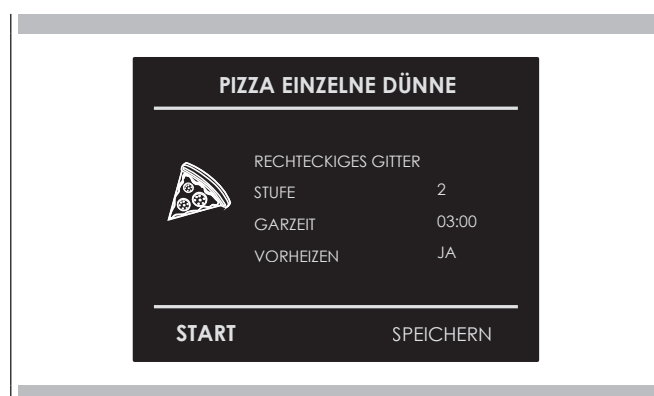 PIZZA EINZELNE DÜNNE
RECHTECKIGES GITTER
STUFE 2
GARZEIT 03:00
VORHEIZEN JA
START SPEICHERN